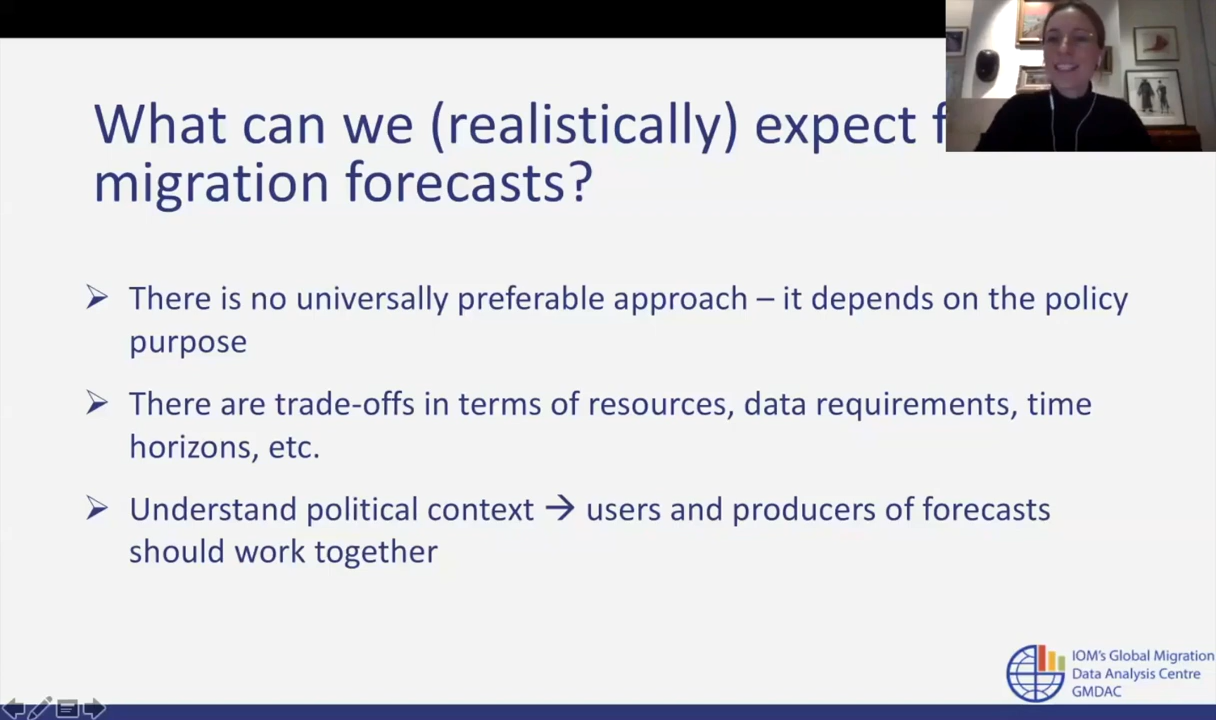 What can we (realistically) expect
migration forecasts?
There is no universally preferable approach – it depends on the policy
purpose
There are trade-offs in terms of resources, data requirements, time
horizons, etc.
Understand political context → users and producers of forecasts
should work together
IOM's Global Migration
Data Analysis Centre
GMDAC